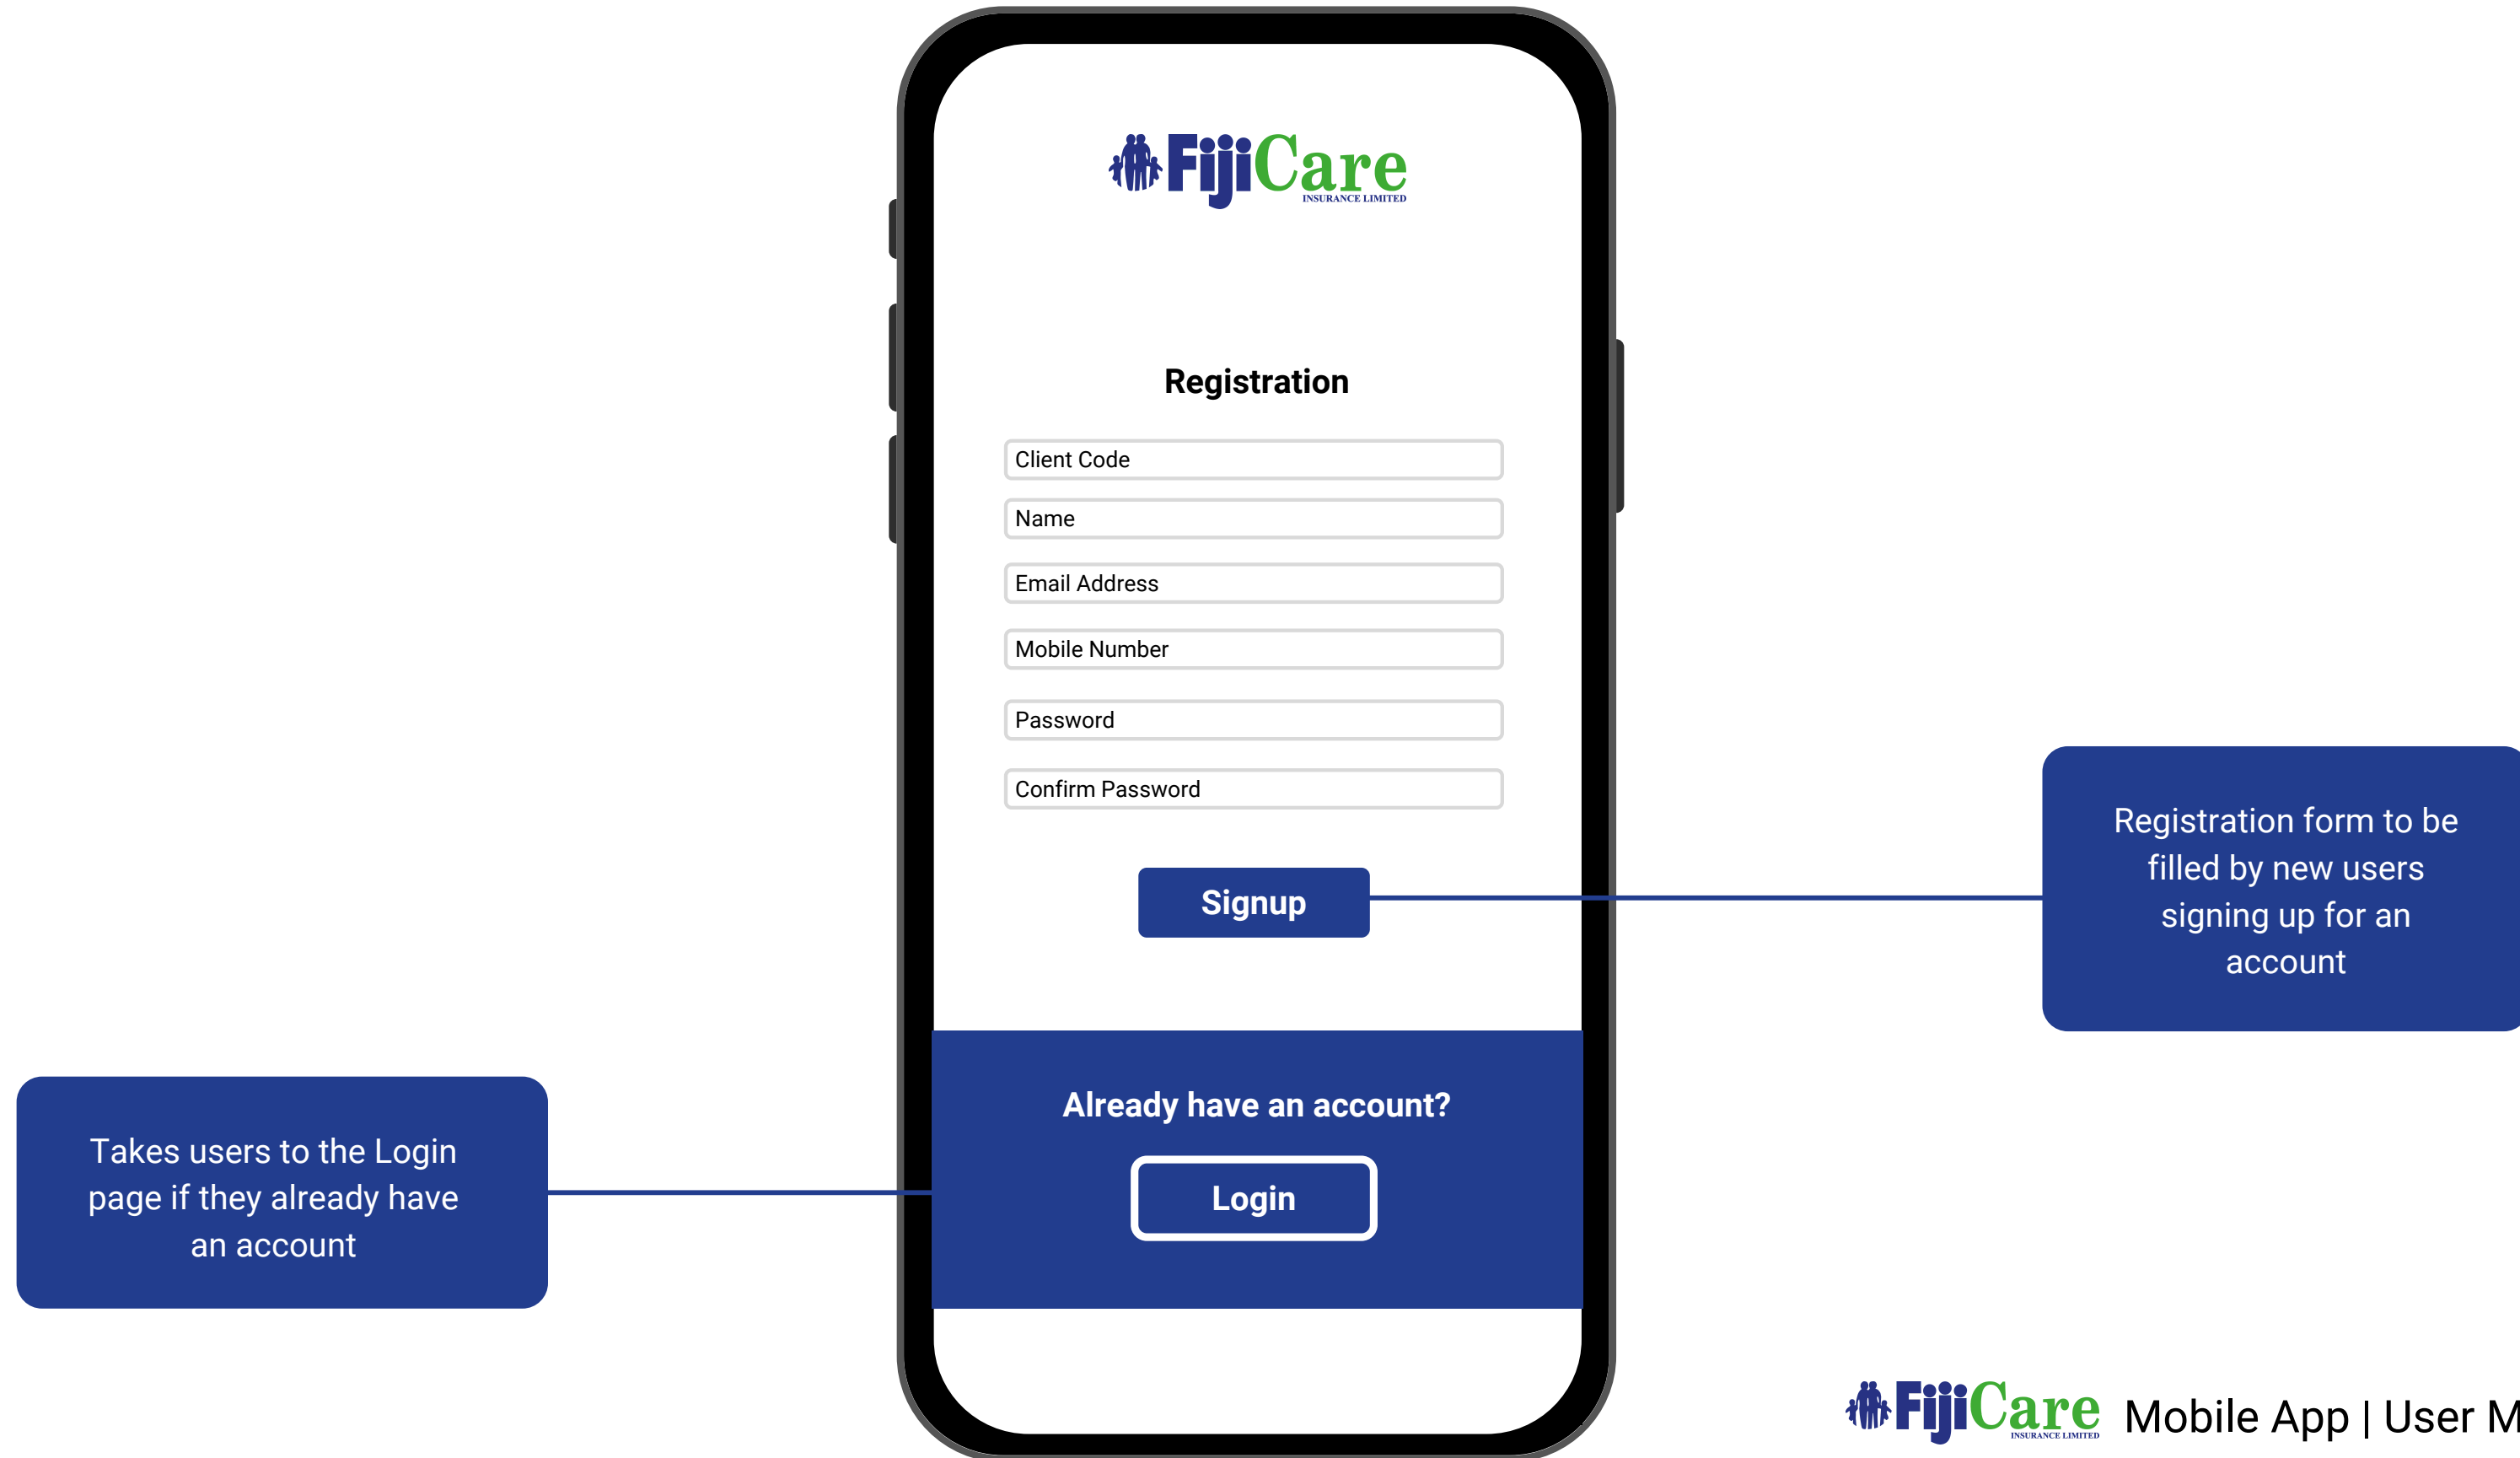 FijiCare
INSURANCE LIMITED
Registration
Client Code
Name
Email Address
Mobile Number
Password
Confirm Password
Signup
Registration form to be
filled by new users
signing up for an
account
Already have an account?
Login
Takes users to the Login
page if they already have
an account
FijiCare
INSURANCE LIMITED
Mobile App | User M